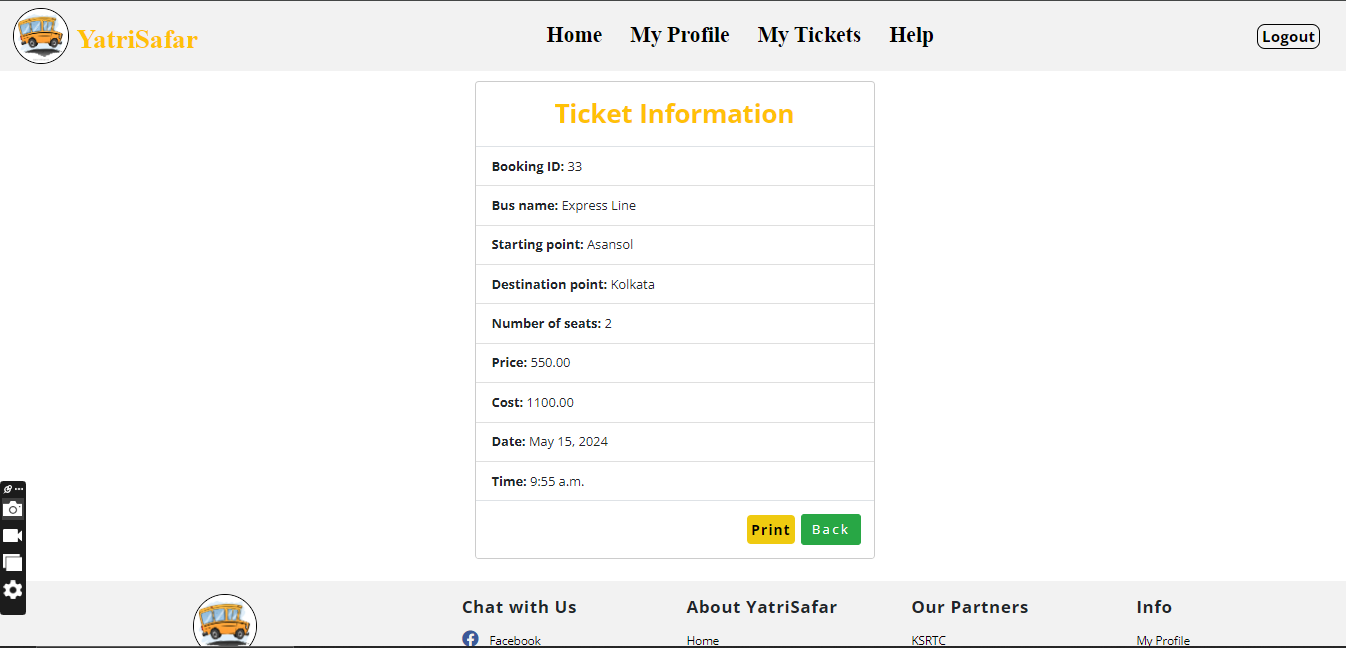 YatriSafar
Home My Profile My Tickets Help
Logout
Ticket Information
Booking ID: 33
Bus name: Express Line
Starting point: Asansol
Destination point: Kolkata
Number of seats: 2
Price: 550.00
Cost: 1100.00
Date: May 15, 2024
Time: 9:55 a.m.
Print Back
Chat with Us About YatriSafar Our Partners Info
Facebook Home KSRTC My Profile